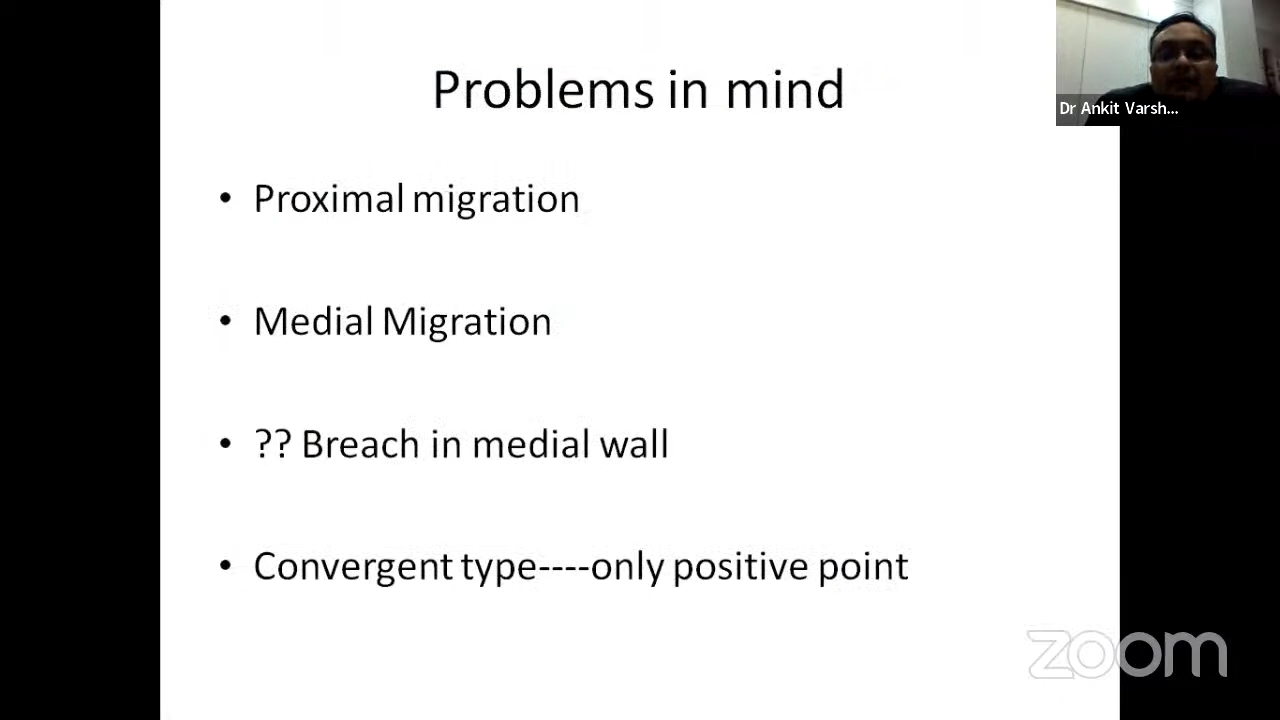 Problems in mind
Dr Ankit Varsh...
• Proximal migration
• Medial Migration
• ?? Breach in medial wall
• Convergent type----only positive point
zoom